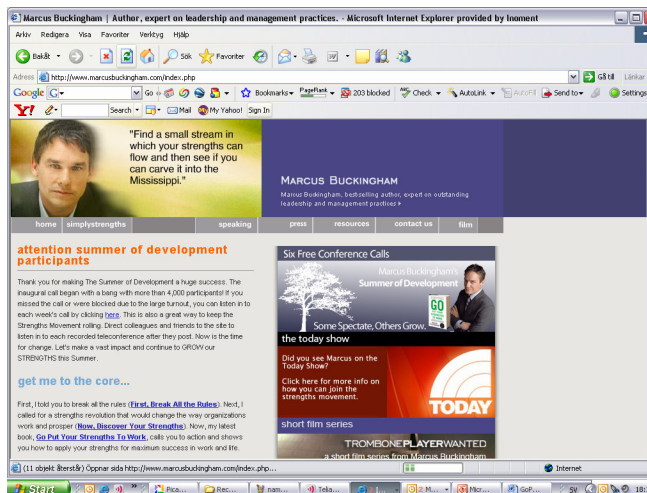 Marcus Buckingham | Author, expert on leadership and management practices. - Microsoft Internet Explorer provided by Inoment
Arkiv Redigera Visa Favoriter Verktyg Hjälp
Bakåt Sök Favoriter
Adress http://www.marcusbuckingham.com/index.php Gå till Länkar
Google G Go Bookmarks PageRank 203 blocked Check AutoLink AutoFill Send to Settings
Y! Search Mail My Yahoo! Sign In
"Find a small stream in
which your strengths can
flow and then see if you
can carve it into the
Mississippi."
MARCUS BUCKINGHAM
Marcus Buckingham, best-selling author, expert on outstanding
leadership and management practices
home simplystrengths speaking press resources contact us film
attention summer of development
participants
Thank you for making The Summer of Development a huge success. The
inaugural call began with a bang with more than 4,000 participants! If you
missed the call or were blocked due to the large turnout, you can listen in to
each week's call by clicking here. This is also a great way to keep the
Strengths Movement rolling. Direct colleagues and friends to the site to
listen in to each recorded teleconference after they post. Now is the time
for change. Let's make a vast impact and continue to GROW our
STRENGTHS this Summer.
get me to the core...
First, I told you to break all the rules (First, Break All the Rules). Next, I
called for a strengths revolution that would change the way organizations
work and prosper (Now, Discover Your Strengths). Now, my latest
book, Go Put Your Strengths To Work, calls you to action and shows
you how to apply your strengths for maximum success in work and life.
Six Free Conference Calls
Marcus Buckingham's
Summer of Development
GO
Some Spectate, Others Grow.
the today show
Did you see Marcus on the
Today Show?
Click here for more info on
how you can join the
strengths movement.
TODAY
short film series
TROMBONEPLAYERWANTED
a short film series from Marcus Buckingham
(11 objekt återstår) Öppnar sida http://www.marcusbuckingham.com/index.php... Internet
Start Pica... Rec... nam... Telia... 2 M... Micr... GoP... SV 18: